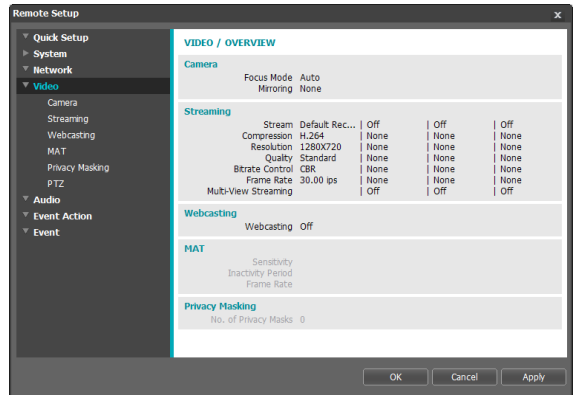 Remote Setup x
Quick Setup
System
Network
Video
Camera
Streaming
Webcasting
MAT
Privacy Masking
PTZ
Audio
Event Action
Event
VIDEO / OVERVIEW
Camera
Focus Mode Auto
Mirroring None
Streaming
Stream Default Rec... | Off | Off | Off
Compression H.264 | None | None | None
Resolution 1280X720 | None | None | None
Quality Standard | None | None | None
Bitrate Control CBR | None | None | None
Frame Rate 30.00 ips | None | None | None
Multi-View Streaming | Off | Off | Off
Webcasting
Webcasting Off
MAT
Sensitivity
Inactivity Period
Frame Rate
Privacy Masking
No. of Privacy Masks 0
OK Cancel Apply